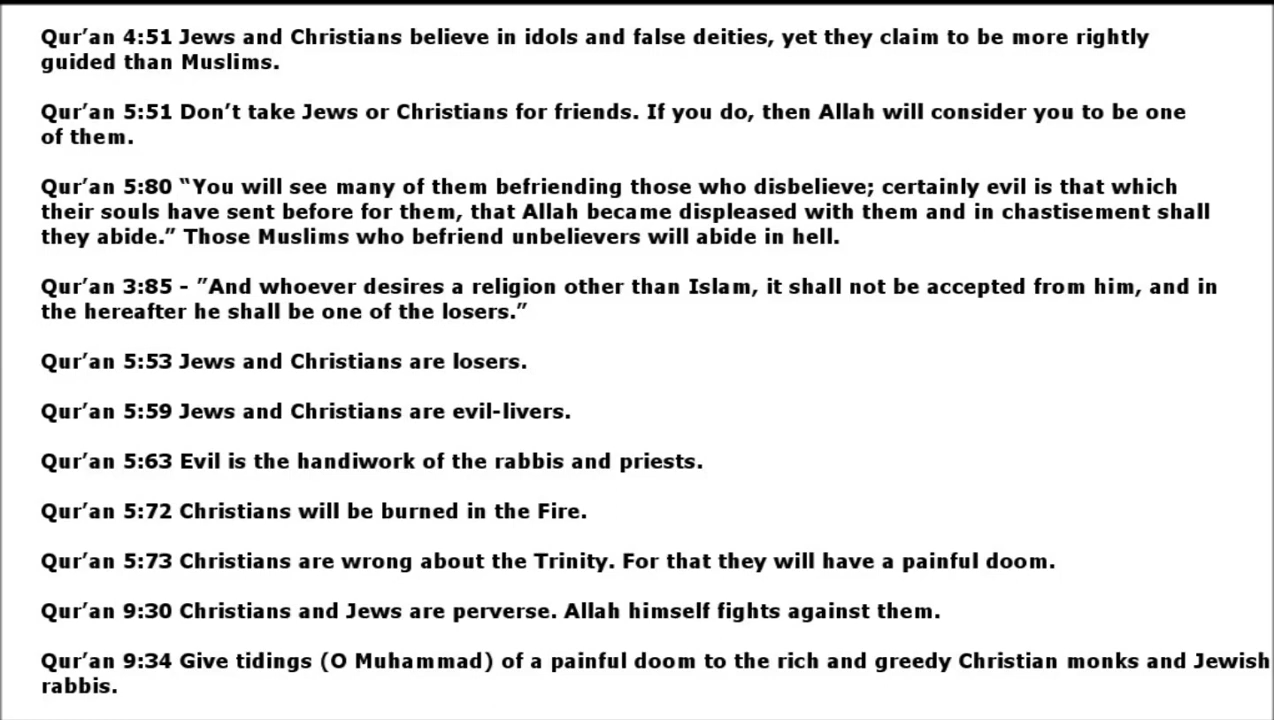 Qur’an 4:51 Jews and Christians believe in idols and false deities, yet they claim to be more rightly
guided than Muslims.
Qur’an 5:51 Don’t take Jews or Christians for friends. If you do, then Allah will consider you to be one
of them.
Qur’an 5:80 “You will see many of them befriending those who disbelieve; certainly evil is that which
their souls have sent before for them, that Allah became displeased with them and in chastisement shall
they abide.” Those Muslims who befriend unbelievers will abide in hell.
Qur’an 3:85 - ”And whoever desires a religion other than Islam, it shall not be accepted from him, and in
the hereafter he shall be one of the losers.”
Qur’an 5:53 Jews and Christians are losers.
Qur’an 5:59 Jews and Christians are evil-livers.
Qur’an 5:63 Evil is the handiwork of the rabbis and priests.
Qur’an 5:72 Christians will be burned in the Fire.
Qur’an 5:73 Christians are wrong about the Trinity. For that they will have a painful doom.
Qur’an 9:30 Christians and Jews are perverse. Allah himself fights against them.
Qur’an 9:34 Give tidings (O Muhammad) of a painful doom to the rich and greedy Christian monks and Jewish
rabbis.